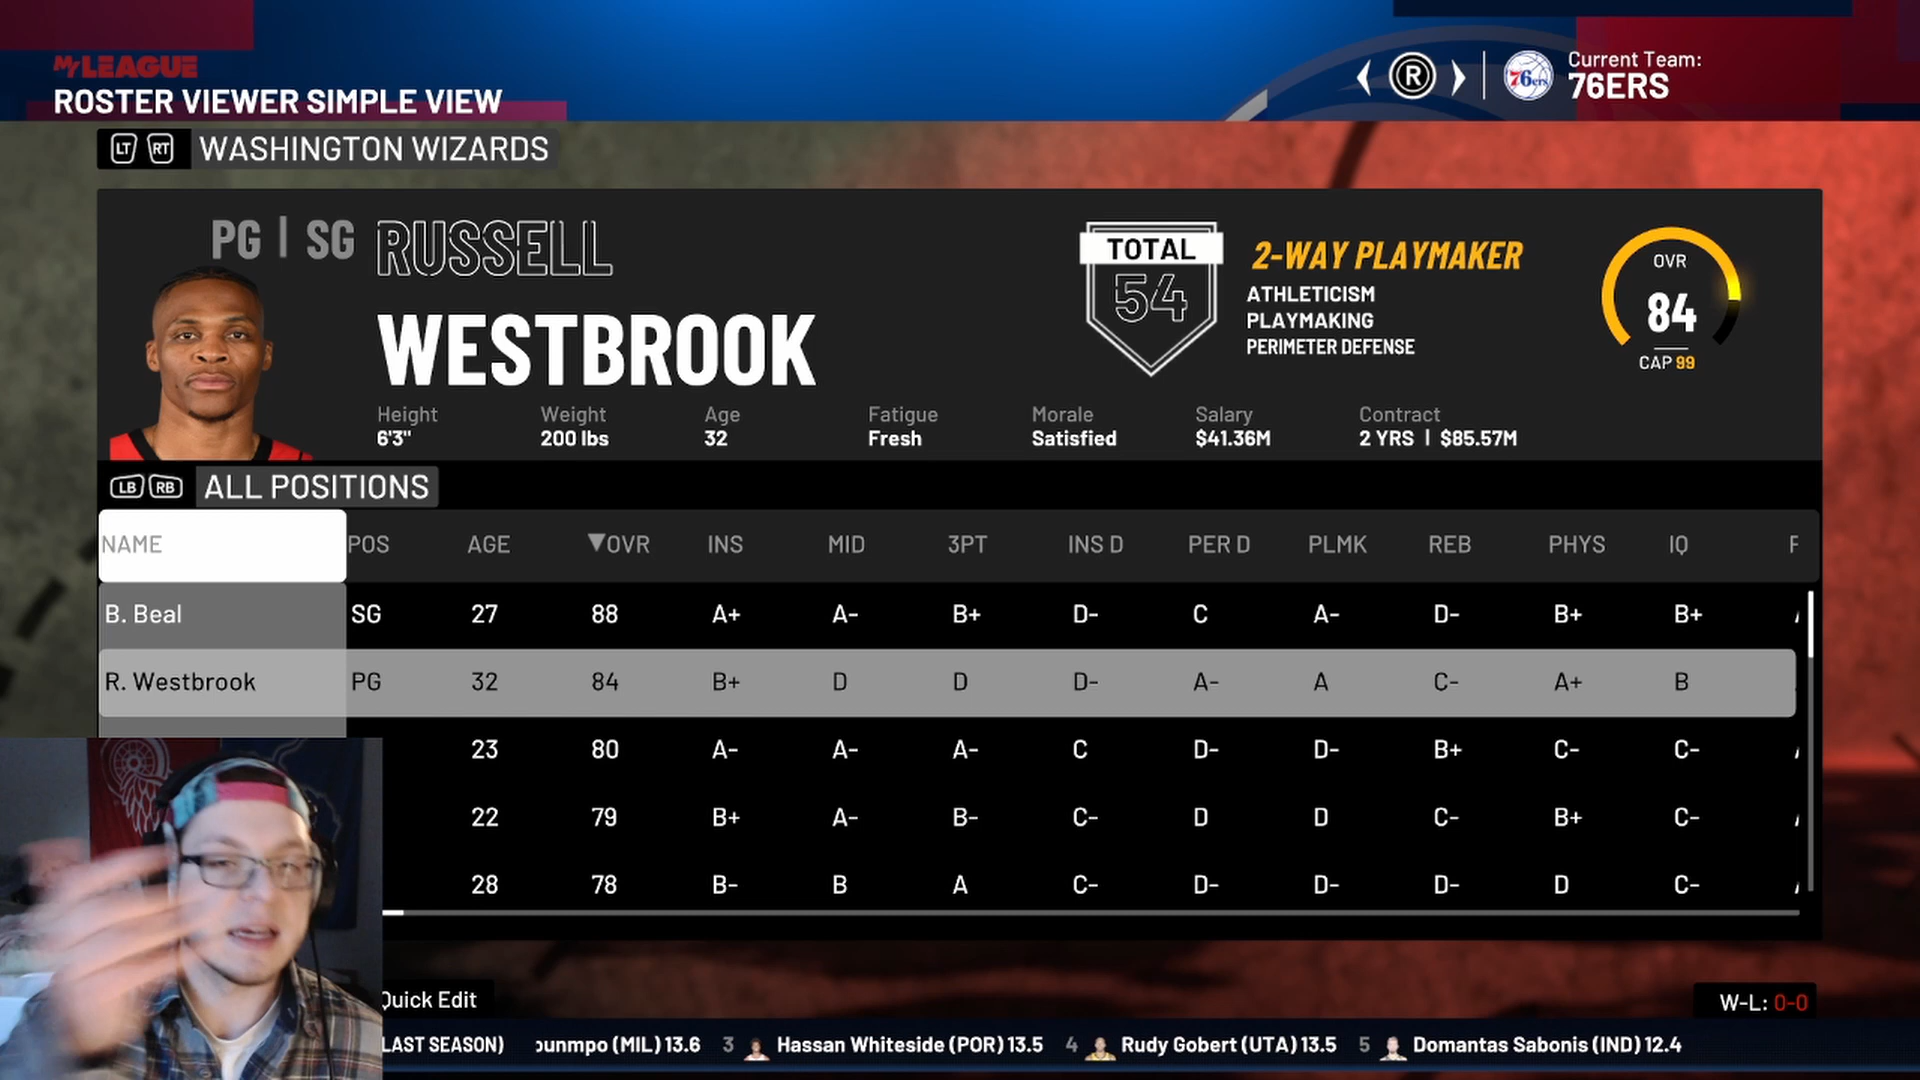 MyLEAGUE
ROSTER VIEWER SIMPLE VIEW
R
76ers
Current Team:
76ERS
LT RT WASHINGTON WIZARDS
PG | SG RUSSELL
WESTBROOK
TOTAL
54
2-WAY PLAYMAKER
ATHLETICISM
PLAYMAKING
PERIMETER DEFENSE
OVR
84
CAP 99
Height Weight Age Fatigue Morale Salary Contract
6'3" 200 lbs 32 Fresh Satisfied $41.36M 2 YRS | $85.57M
LB RB ALL POSITIONS
NAME POS AGE ▼OVR INS MID 3PT INS D PER D PLMK REB PHYS IQ
B. Beal SG 27 88 A+ A- B+ D- C A- D- B+ B+
R. Westbrook PG 32 84 B+ D D D- A- A C- A+ B
23 80 A- A- A- C D- D- B+ C- C-
22 79 B+ A- B- C- D D C- B+ C-
28 78 B- B A C- D- D- D- D C-
Quick Edit
W-L: 0-0
LAST SEASON) ounmpo (MIL) 13.6 3 Hassan Whiteside (POR) 13.5 4 Rudy Gobert (UTA) 13.5 5 Domantas Sabonis (IND) 12.4